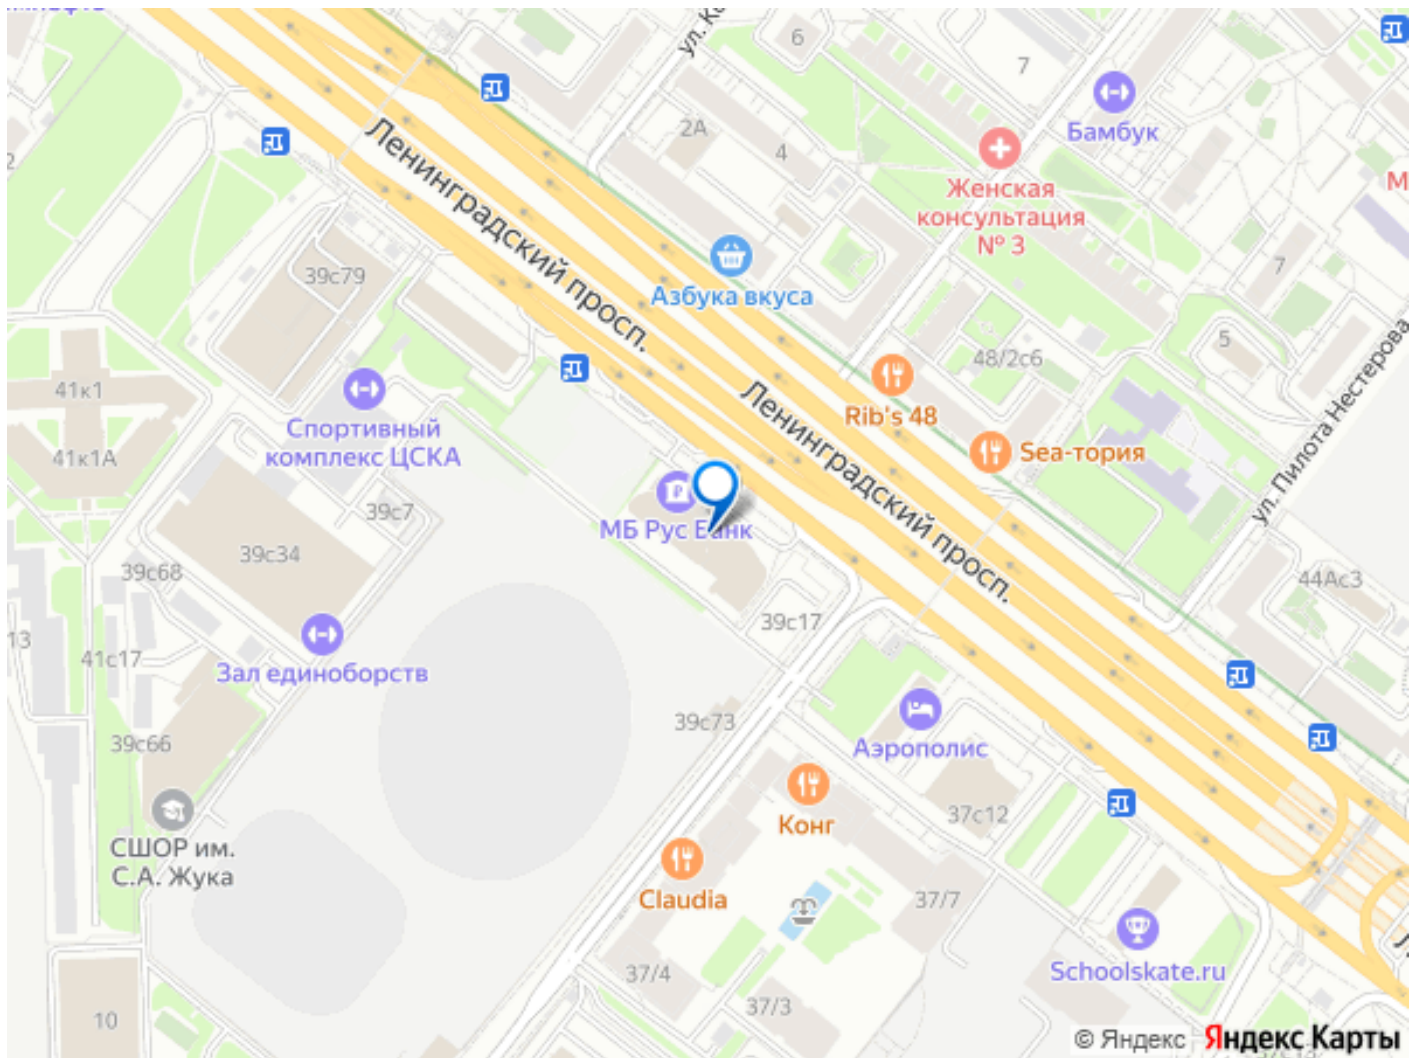 ул. Ка
6
7
Бамбук
2А
4
Женская
консультация
№ 3
2
Ленинградский просп.
39с79
Азбука вкуса
7
5
48/2с6
ул. Пилота Нестерова
41к1
Rib's 48
Спортивный
комплекс ЦСКА
41к1А
Sea-тория
Ленинградский просп.
39с7
МБ Рус Банк
39с34
39с68
44Ас3
39с17
13
41с17
Зал единоборств
39с73
39с66
Аэрополис
37с12
Конг
СШОР им.
С.А. Жука
Claudia
37/7
Schoolskate.ru
37/4
37/3
10
© Яндекс Яндекс Карты